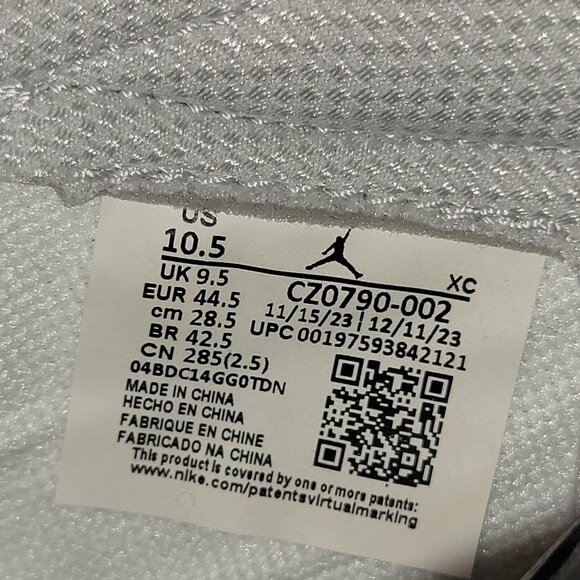 US
10.5
XC
UK 9.5
EUR 44.5
cm 28.5
BR 42.5
CN 285(2.5)
CZ0790-002
11/15/23 | 12/11/23
UPC 00197593842121
04BDC14GG0TDN
MADE IN CHINA
HECHO EN CHINA
FABRIQUE EN CHINE
FABRICADO NA CHINA
This product is covered by one or more patents:
www.nike.com/patentsvirtualmarking